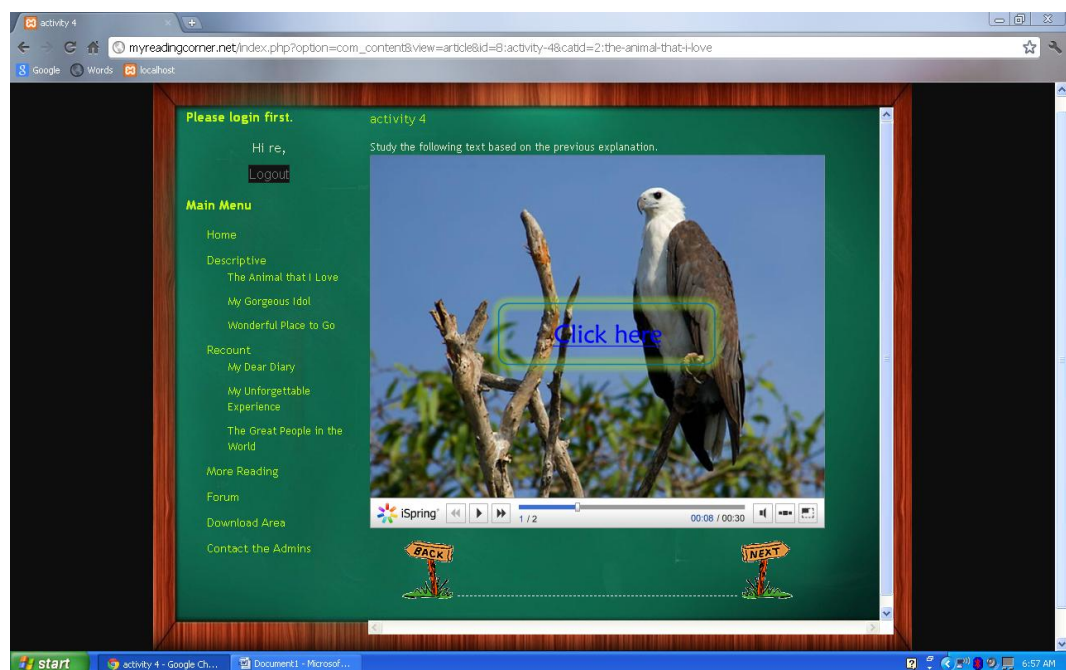 activity 4
myreadingcorner.net/index.php?option=com_content&view=article&id=8:activity-4&catid=2:the-animal-that-i-love
Google Words localhost
Please login first.
Hi re,
Logout
Main Menu
Home
Descriptive
The Animal that I Love
My Gorgeous Idol
Wonderful Place to Go
Recount
My Dear Diary
My Unforgettable
Experience
The Great People in the
World
More Reading
Forum
Download Area
Contact the Admins
activity 4
Study the following text based on the previous explanation.
Click here
iSpring
1 / 2
00:08 / 00:30
BACK
NEXT
start
activity 4 - Google Ch...
Document1 - Microsof...
6:57 AM